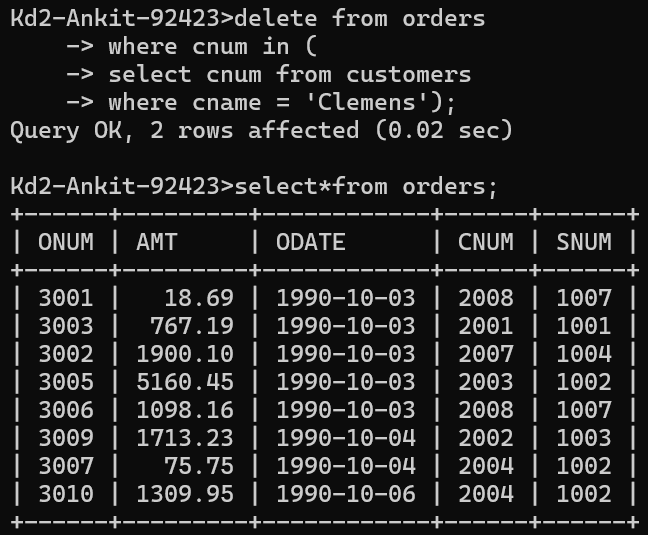 Kd2-Ankit-92423>delete from orders
    -> where cnum in (
    -> select cnum from customers
    -> where cname = 'Clemens');
Query OK, 2 rows affected (0.02 sec)

Kd2-Ankit-92423>select*from orders;
+------+---------+------------+------+------+
| ONUM | AMT     | ODATE      | CNUM | SNUM |
+------+---------+------------+------+------+
| 3001 |   18.69 | 1990-10-03 | 2008 | 1007 |
| 3003 |  767.19 | 1990-10-03 | 2001 | 1001 |
| 3002 | 1900.10 | 1990-10-03 | 2007 | 1004 |
| 3005 | 5160.45 | 1990-10-03 | 2003 | 1002 |
| 3006 | 1098.16 | 1990-10-03 | 2008 | 1007 |
| 3009 | 1713.23 | 1990-10-04 | 2002 | 1003 |
| 3007 |   75.75 | 1990-10-04 | 2004 | 1002 |
| 3010 | 1309.95 | 1990-10-06 | 2004 | 1002 |
+------+---------+------------+------+------+